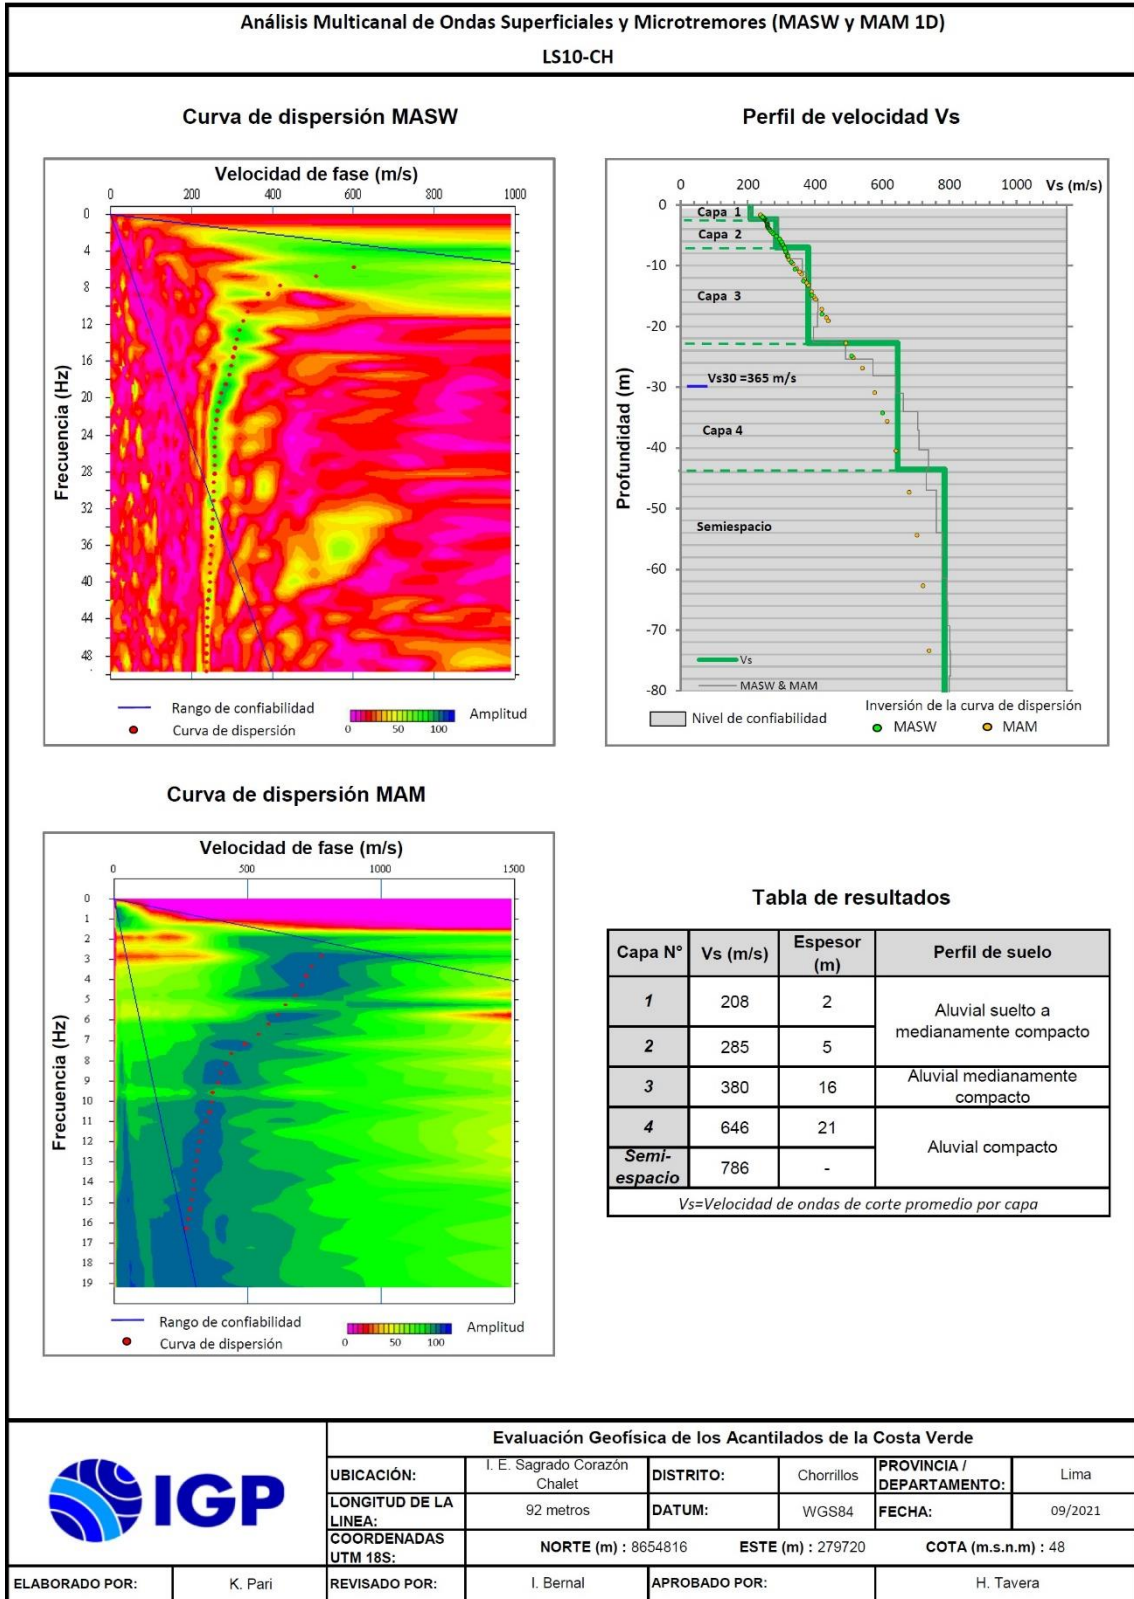 Análisis Multicanal de Ondas Superficiales y Microtremores (MASW y MAM 1D)
LS10-CH
Curva de dispersión MASW
Velocidad de fase (m/s)
0 200 400 600 800 1000
Frecuencia (Hz)
0
4
8
12
16
20
24
28
32
36
40
44
48
Rango de confiabilidad
Curva de dispersión
Amplitud
0 50 100
Perfil de velocidad Vs
0 200 400 600 800 1000 Vs (m/s)
Profundidad (m)
0
-10
-20
-30
-40
-50
-60
-70
-80
Capa 1
Capa 2
Capa 3
Vs30 =365 m/s
Capa 4
Semiespacio
Vs
MASW & MAM
Nivel de confiabilidad
Inversión de la curva de dispersión
MASW MAM
Curva de dispersión MAM
Velocidad de fase (m/s)
0 500 1000 1500
Frecuencia (Hz)
0
1
2
3
4
5
6
7
8
9
10
11
12
13
14
15
16
17
18
19
Rango de confiabilidad
Curva de dispersión
Amplitud
0 50 100
Tabla de resultados
Capa N° Vs (m/s) Espesor (m) Perfil de suelo
1 208 2 Aluvial suelto a medianamente compacto
2 285 5
3 380 16 Aluvial medianamente compacto
4 646 21 Aluvial compacto
Semi-espacio 786 -
Vs=Velocidad de ondas de corte promedio por capa
IGP
Evaluación Geofísica de los Acantilados de la Costa Verde
UBICACIÓN: I. E. Sagrado Corazón Chalet DISTRITO: Chorrillos PROVINCIA / DEPARTAMENTO: Lima
LONGITUD DE LA LINEA: 92 metros DATUM: WGS84 FECHA: 09/2021
COORDENADAS UTM 18S: NORTE (m) : 8654816 ESTE (m) : 279720 COTA (m.s.n.m) : 48
ELABORADO POR: K. Pari REVISADO POR: I. Bernal APROBADO POR: H. Tavera